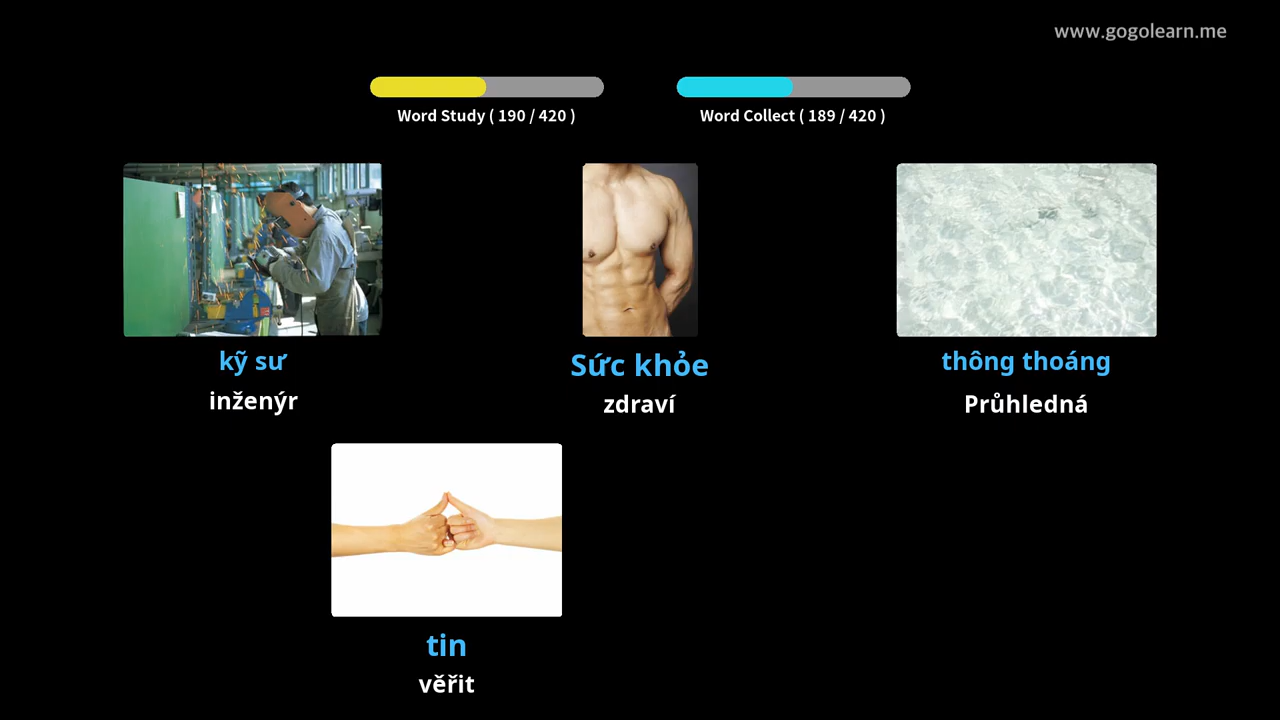 www.gogolearn.me
Word Study ( 190 / 420 )
Word Collect ( 189 / 420 )
kỹ sư
inženýr
Sức khỏe
zdraví
thông thoáng
Průhledná
tin
věřit